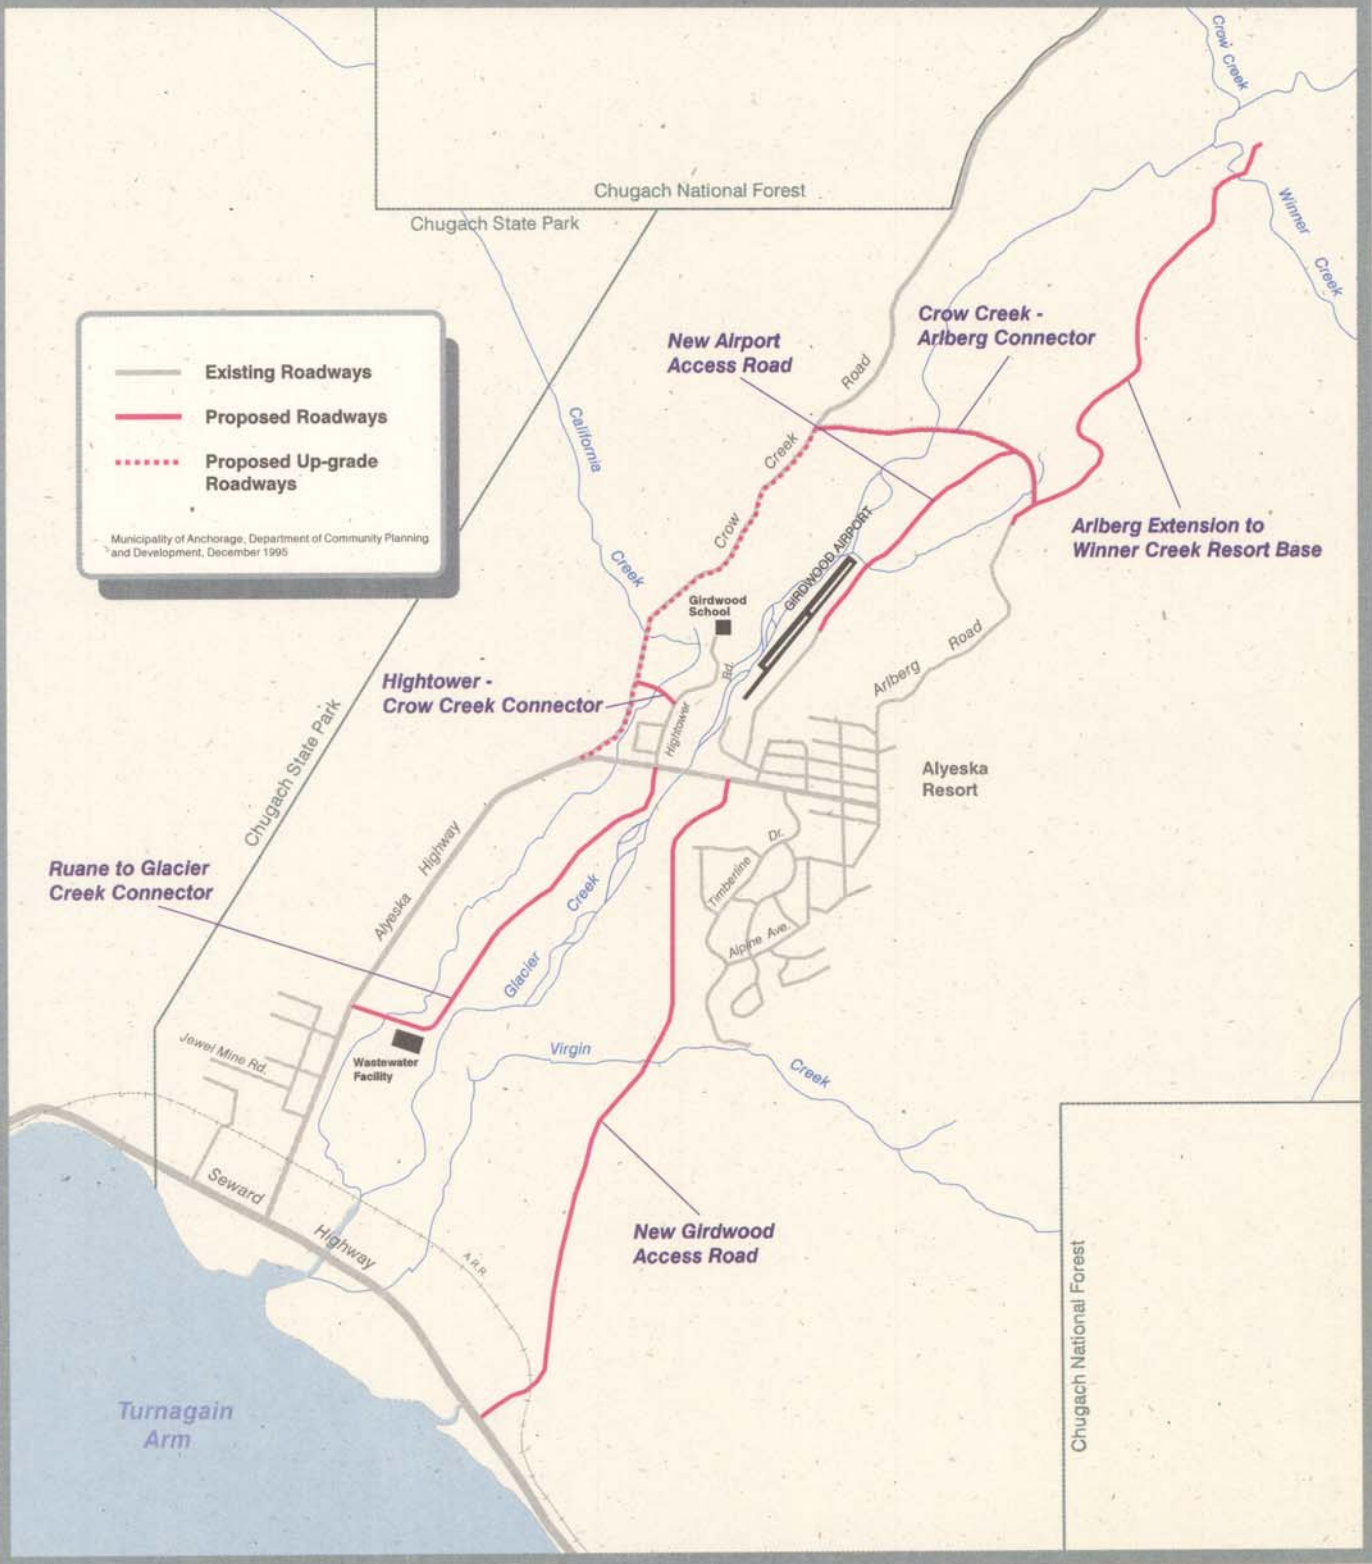 Crow Creek
Chugach National Forest
Chugach State Park
Winner
Creek
Crow Creek -
Arlberg Connector
New Airport
Access Road
Road
Existing Roadways
Proposed Roadways
Proposed Up-grade
Roadways
Municipality of Anchorage, Department of Community Planning
and Development, December 1995
California
Creek
Creek
Crow
GIRDWOOD AIRPORT
Arlberg Extension to
Winner Creek Resort Base
Girdwood
School
Rd.
Hightower
Arlberg Road
Hightower -
Crow Creek Connector
Chugach State Park
Alyeska
Resort
Alyeska Highway
Ruane to Glacier
Creek Connector
Timberline Dr.
Alpine Ave.
Glacier Creek
Jewel Mine Rd.
Wastewater
Facility
Virgin
Creek
Seward
Highway
A.R.R.
New Girdwood
Access Road
Chugach National Forest
Turnagain
Arm